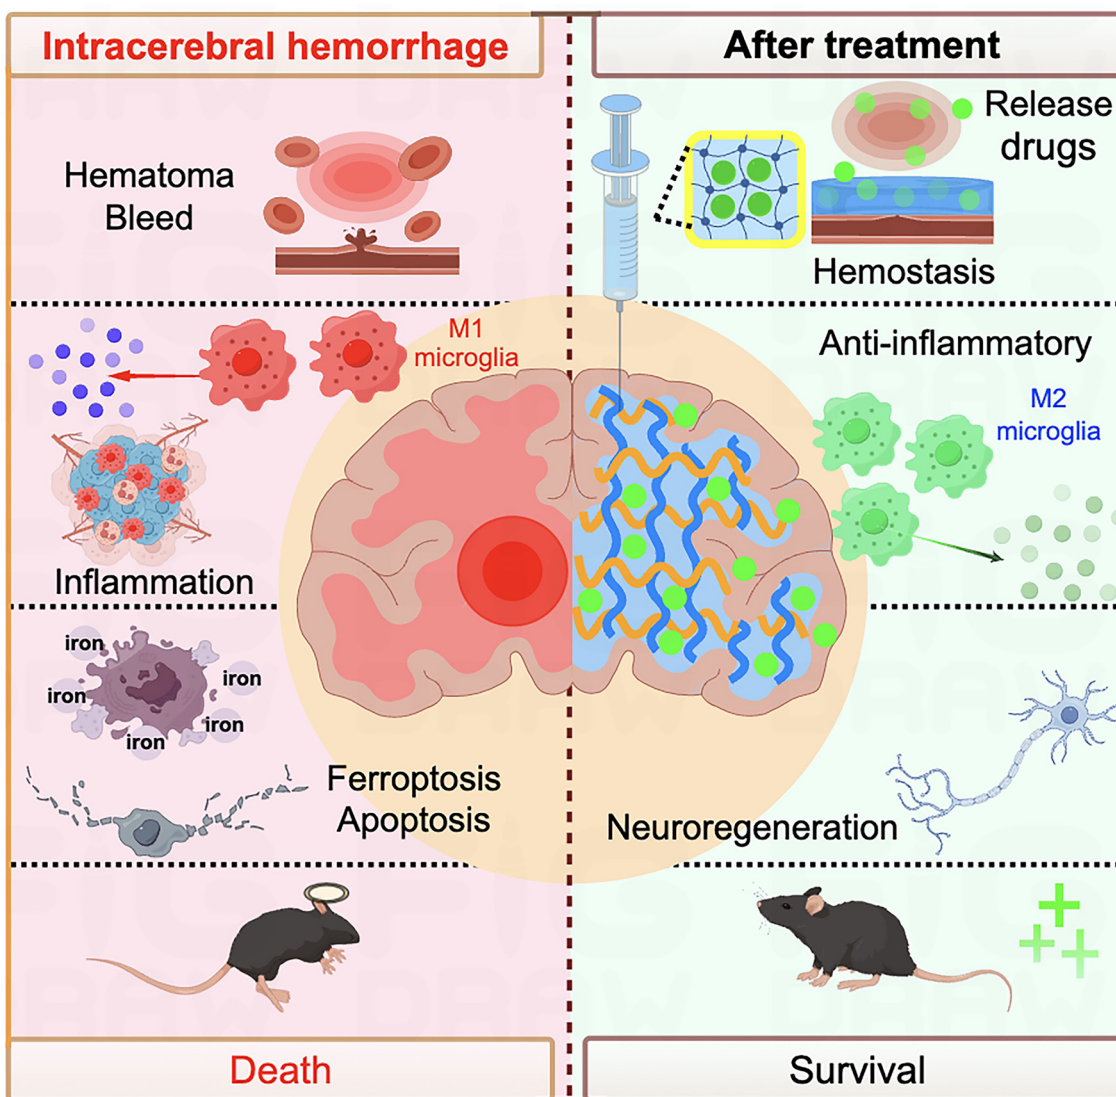 Intracerebral hemorrhage
After treatment
Hematoma
Bleed
Release
drugs
Hemostasis
M1
microglia
Inflammation
Anti-inflammatory
M2
microglia
iron
iron
iron
iron
iron
Ferroptosis
Apoptosis
Neuroregeneration
Death
Survival